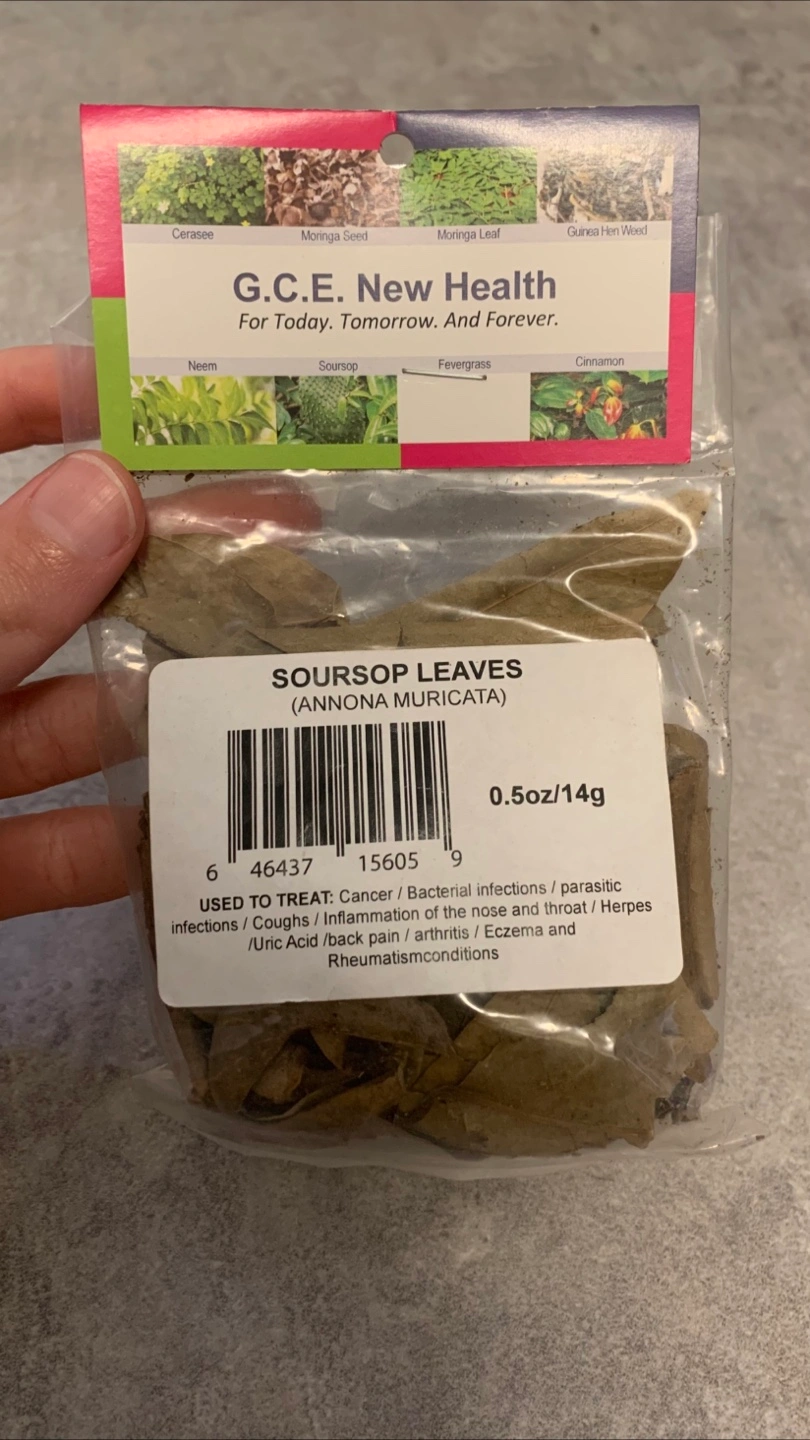 Cerasee
Moringa Seed
Moringa Leaf
Guinea Hen Weed
G.C.E. New Health
For Today. Tomorrow. And Forever.
Neem
Soursop
Fevergrass
Cinnamon
SOURSOP LEAVES
(ANNONA MURICATA)
0.5oz/14g
6 46437 15605 9
USED TO TREAT: Cancer / Bacterial infections / parasitic
infections / Coughs / Inflammation of the nose and throat / Herpes
/Uric Acid /back pain / arthritis / Eczema and
Rheumatismconditions